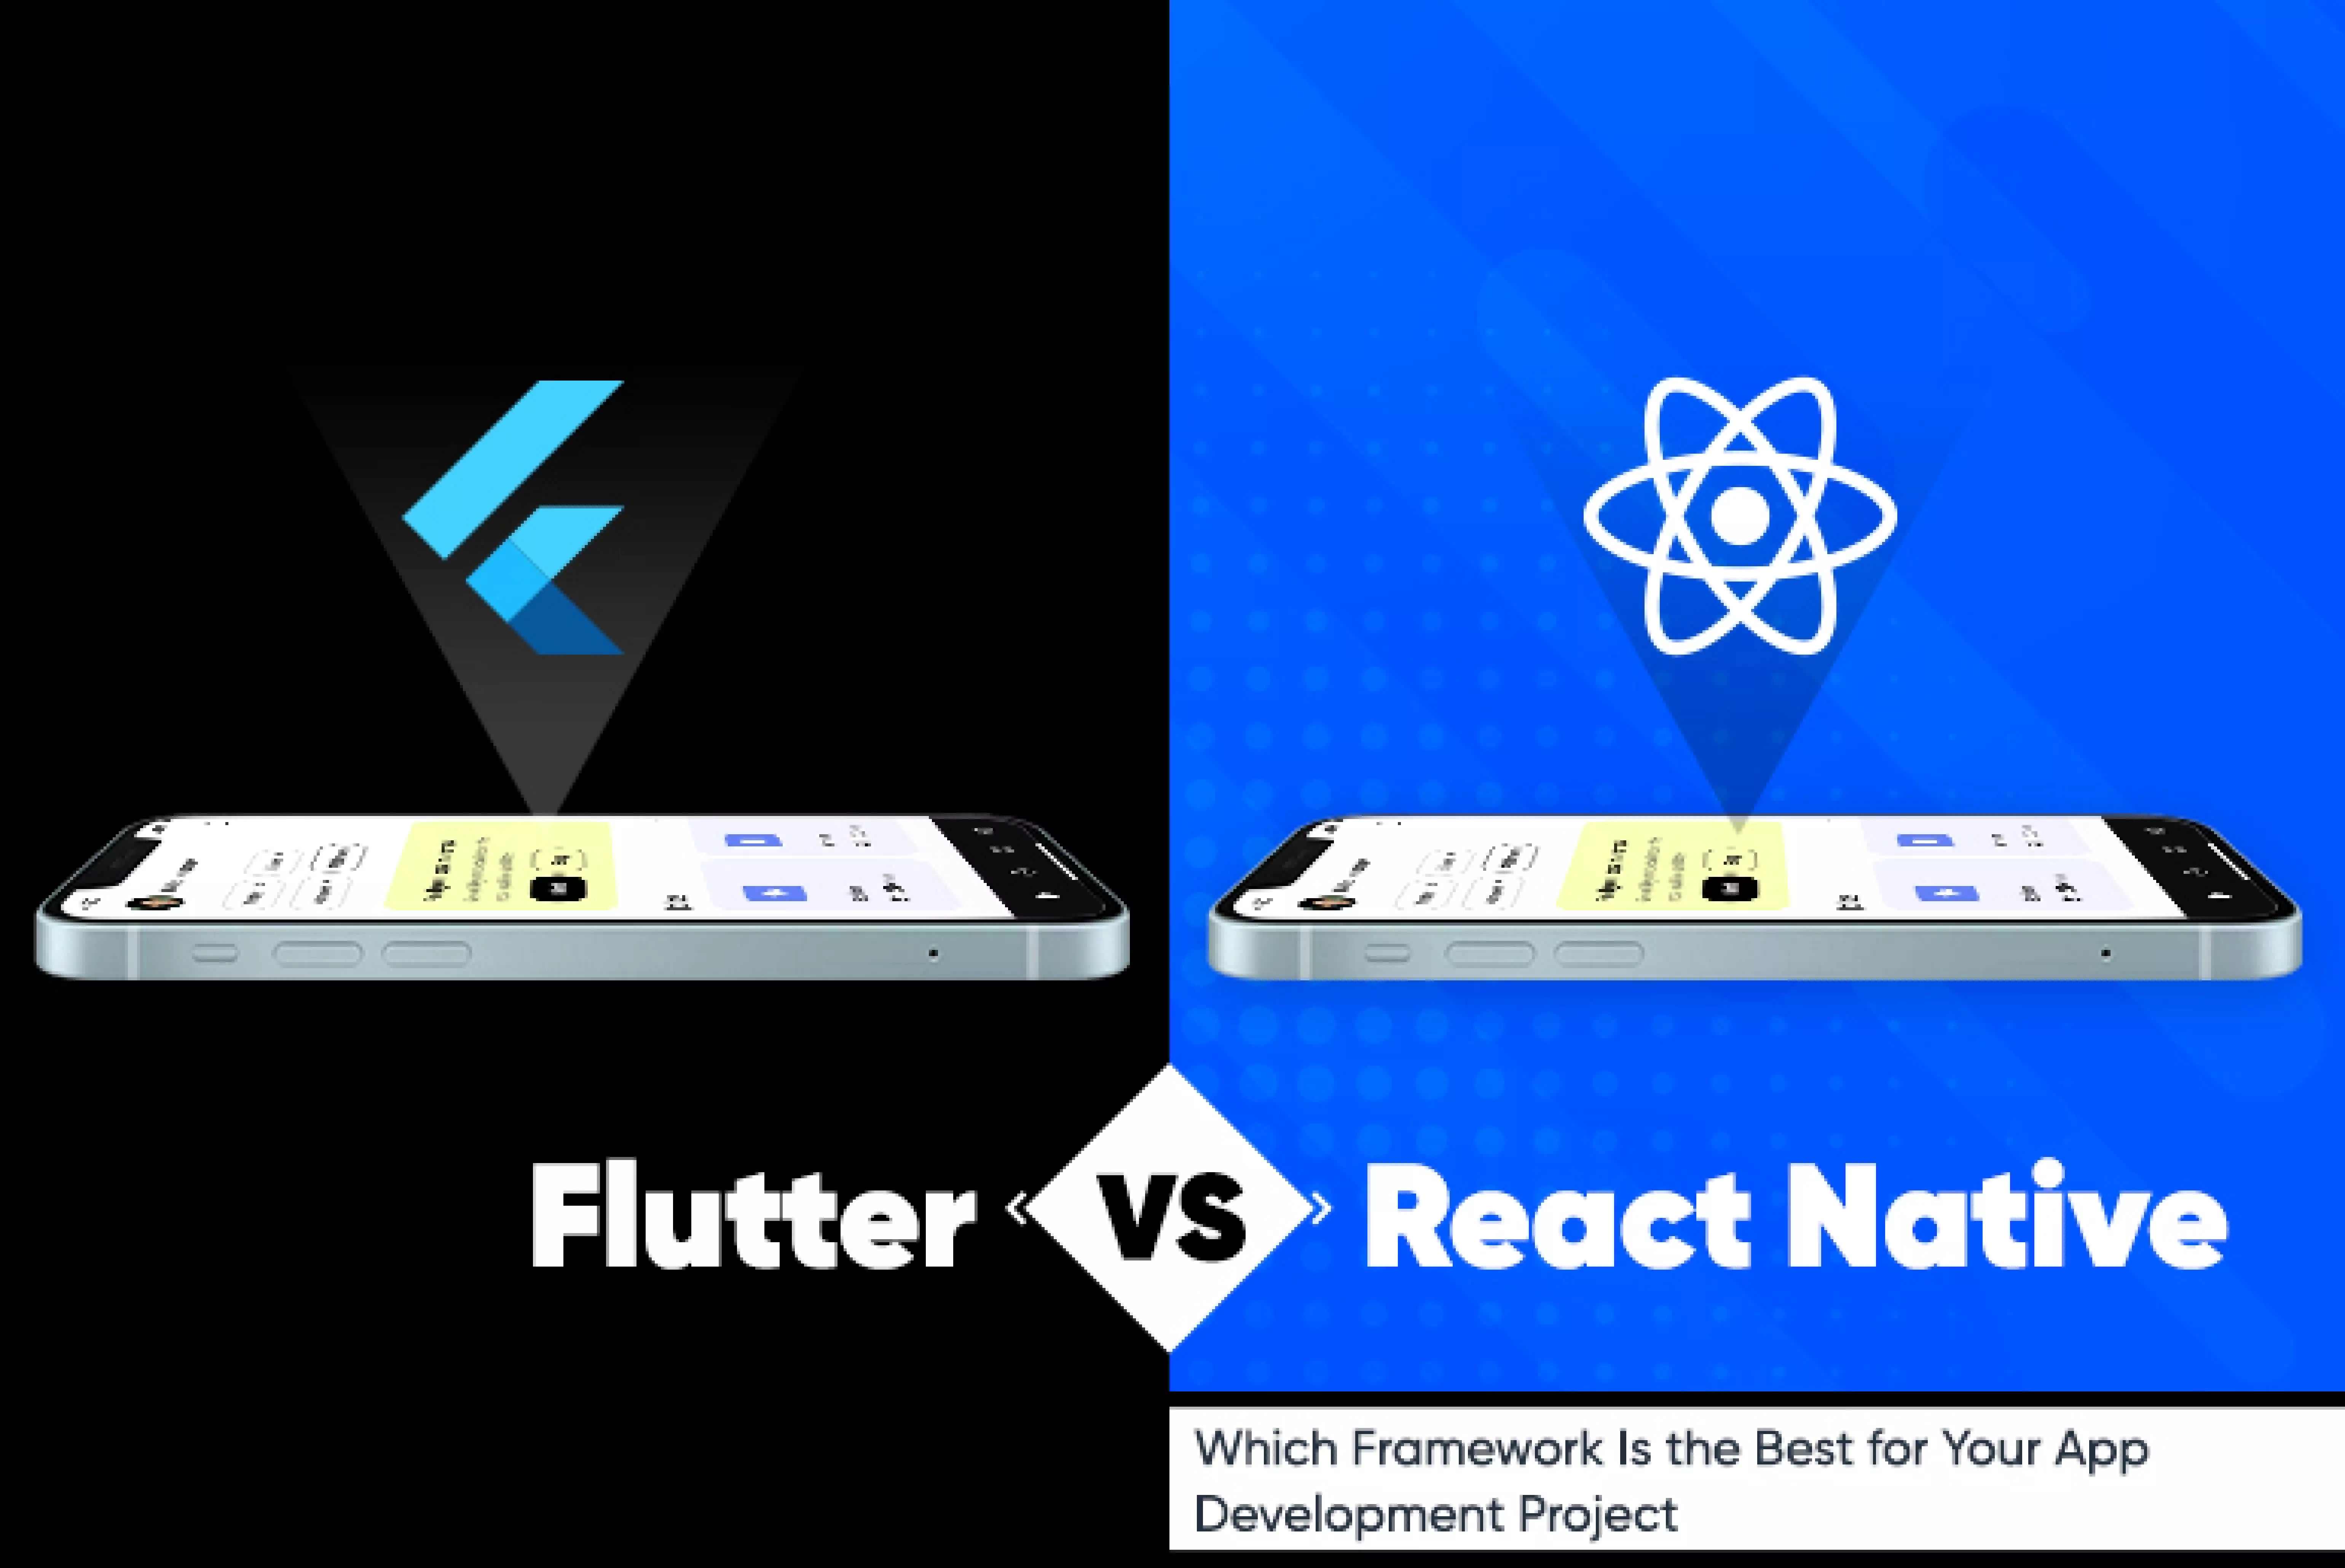 Flutter
VS
React Native
Which Framework Is the Best for Your App
Development Project